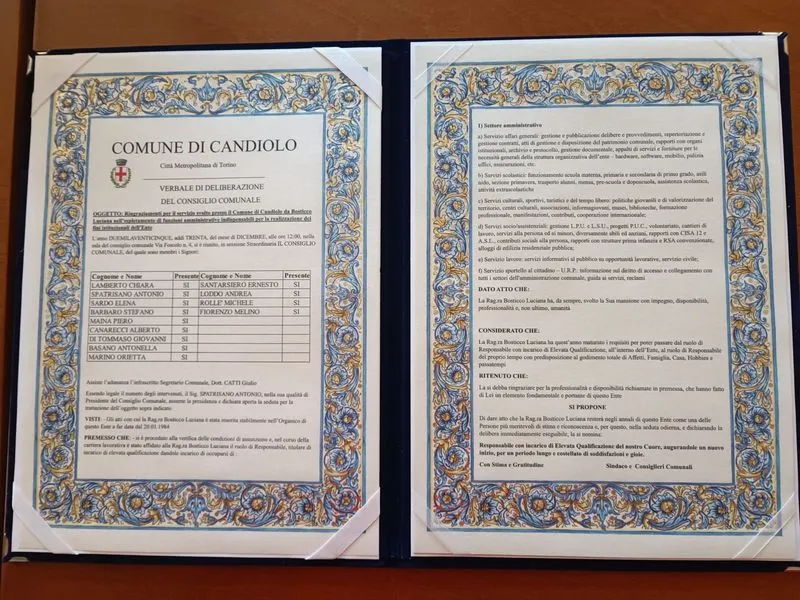 COMUNE DI CANDIOLO
Città Metropolitana di Torino
VERBALE DI DELIBERAZIONE
DEL CONSIGLIO COMUNALE
OGGETTO: Ringraziamenti per il servizio svolto presso il Comune di Candiolo da Bosticco
Luciana nell'espletamento di funzioni amministrative indispensabili per la realizzazione dei
fini istituzionali dell'Ente
L'anno DUEMILAVENTICINQUE, addì TRENTA, del mese di DICEMBRE, alle ore 12:00, nella
sala del consiglio comunale Via Foscolo n. 4, si è riunito, in sessione Straordinaria IL CONSIGLIO
COMUNALE, del quale sono membri i Signori:
Cognome e Nome Presente Cognome e Nome Presente
LAMBERTO CHIARA SI SANTARSIERO ERNESTO SI
SPATRISANO ANTONIO SI LODDO ANDREA SI
SARDO ELENA SI ROLLE' MICHELE SI
BARBARO STEFANO SI FIORENZO MELINO SI
MAINA PIERO SI
CANARECCI ALBERTO SI
DI TOMMASO GIOVANNI SI
BASANO ANTONELLA SI
MARINO ORIETTA SI
Assiste l'adunanza l'infrascritto Segretario Comunale, Dott. CATTI Giulio
Essendo legale il numero degli intervenuti, il Sig. SPATRISANO ANTONIO, nella sua qualità di
Presidente del Consiglio Comunale, assume la presidenza e dichiara aperta la seduta per la
trattazione dell'oggetto sopra indicato
VISTI: - Gli atti con cui la Rag.ra Bosticco Luciana è stata inserita stabilmente nell'Organico di
questo Ente a far data dal 20.01.1984
PREMESSO CHE: - si è proceduto alla verifica delle condizioni di assunzione e, nel corso della
carriera lavorativa è stato affidato alla Rag.ra Bosticco Luciana il ruolo di Responsabile, titolare di
incarico di elevata qualificazione dandole incarico di occuparsi di :
1) Settore amministrativo
a) Servizio affari generali: gestione e pubblicazione delibere e provvedimenti, repertoriazione e
gestione contratti, atti di gestione e disposizione del patrimonio comunale, rapporti con organi
istituzionali, archivio e protocollo, gestione documentale, appalti di servizi e forniture per le
necessità generali della struttura organizzativa dell'ente - hardware, software, mobilio, pulizia
uffici, assicurazioni, etc.
b) Servizi scolastici: funzionamento scuola materna, primaria e secondaria di primo grado, asili
nido, sezione primavera, trasporto alunni, mensa, pre-scuola e doposcuola, assistenza scolastica,
attività extrascolastiche
c) Servizi culturali, sportivi, turistici e del tempo libero: politiche giovanili e di valorizzazione del
territorio, centri culturali, associazioni, informagiovani, musei, biblioteche, formazione
professionale, manifestazioni, contributi, cooperazione internazionale;
d) Servizi socio/assistenziali: gestione L.P.U. e L.S.U., progetti P.U.C., volontariato, cantieri di
lavoro, servizi alla persona ed ai minori, diversamente abili ed anziani, rapporti con CISA 12 e
A.S.L., contributi sociali alla persona, rapporti con strutture prima infanzia e RSA convenzionate,
alloggi di edilizia residenziale pubblica;
e) Servizio lavoro: servizi informativi al pubblico su opportunità lavorative, servizio civile;
f) Servizio sportello al cittadino – U.R.P.: informazione sul diritto di accesso e collegamento con
tutti i settori dell'amministrazione comunale, guida ai servizi, reclami
DATO ATTO CHE:
La Rag.ra Bosticco Luciana ha, da sempre, svolto la Sua mansione con impegno, disponibilità,
professionalità e, non ultimo, umanità
CONSIDERATO CHE:
La Rag.ra Bosticco Luciana ha quest'anno maturato i requisiti per poter passare dal ruolo di
Responsabile con incarico di Elevata Qualificazione, all'interno dell'Ente, al ruolo di Responsabile
del proprio tempo con predisposizione al godimento totale di Affetti, Famiglia, Casa, Hobbies e
passatempi
RITENUTO CHE:
La si debba ringraziare per la professionalità e disponibilità richiamate in premessa, che hanno fatto
di Lei un elemento fondamentale e portante di questo Ente
SI PROPONE
Di dare atto che la Rag.ra Bosticco Luciana resterà negli annali di questo Ente come una delle
Persone più meritevoli di stima e riconoscenza e, per questo, nella seduta odierna, e dichiarando la
delibera immediatamente eseguibile, la si nomina:
Responsabile con incarico di Elevata Qualificazione del nostro Cuore, augurandole un nuovo
inizio, per un periodo lungo e costellato di soddisfazioni e gioie.
Con Stima e Gratitudine Sindaco e Consiglieri Comunali